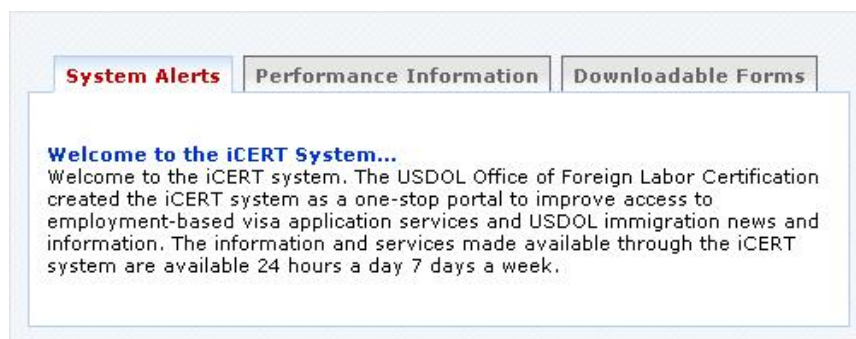 System Alerts Performance Information Downloadable Forms
Welcome to the iCERT System...
Welcome to the iCERT system. The USDOL Office of Foreign Labor Certification
created the iCERT system as a one-stop portal to improve access to
employment-based visa application services and USDOL immigration news and
information. The information and services made available through the iCERT
system are available 24 hours a day 7 days a week.